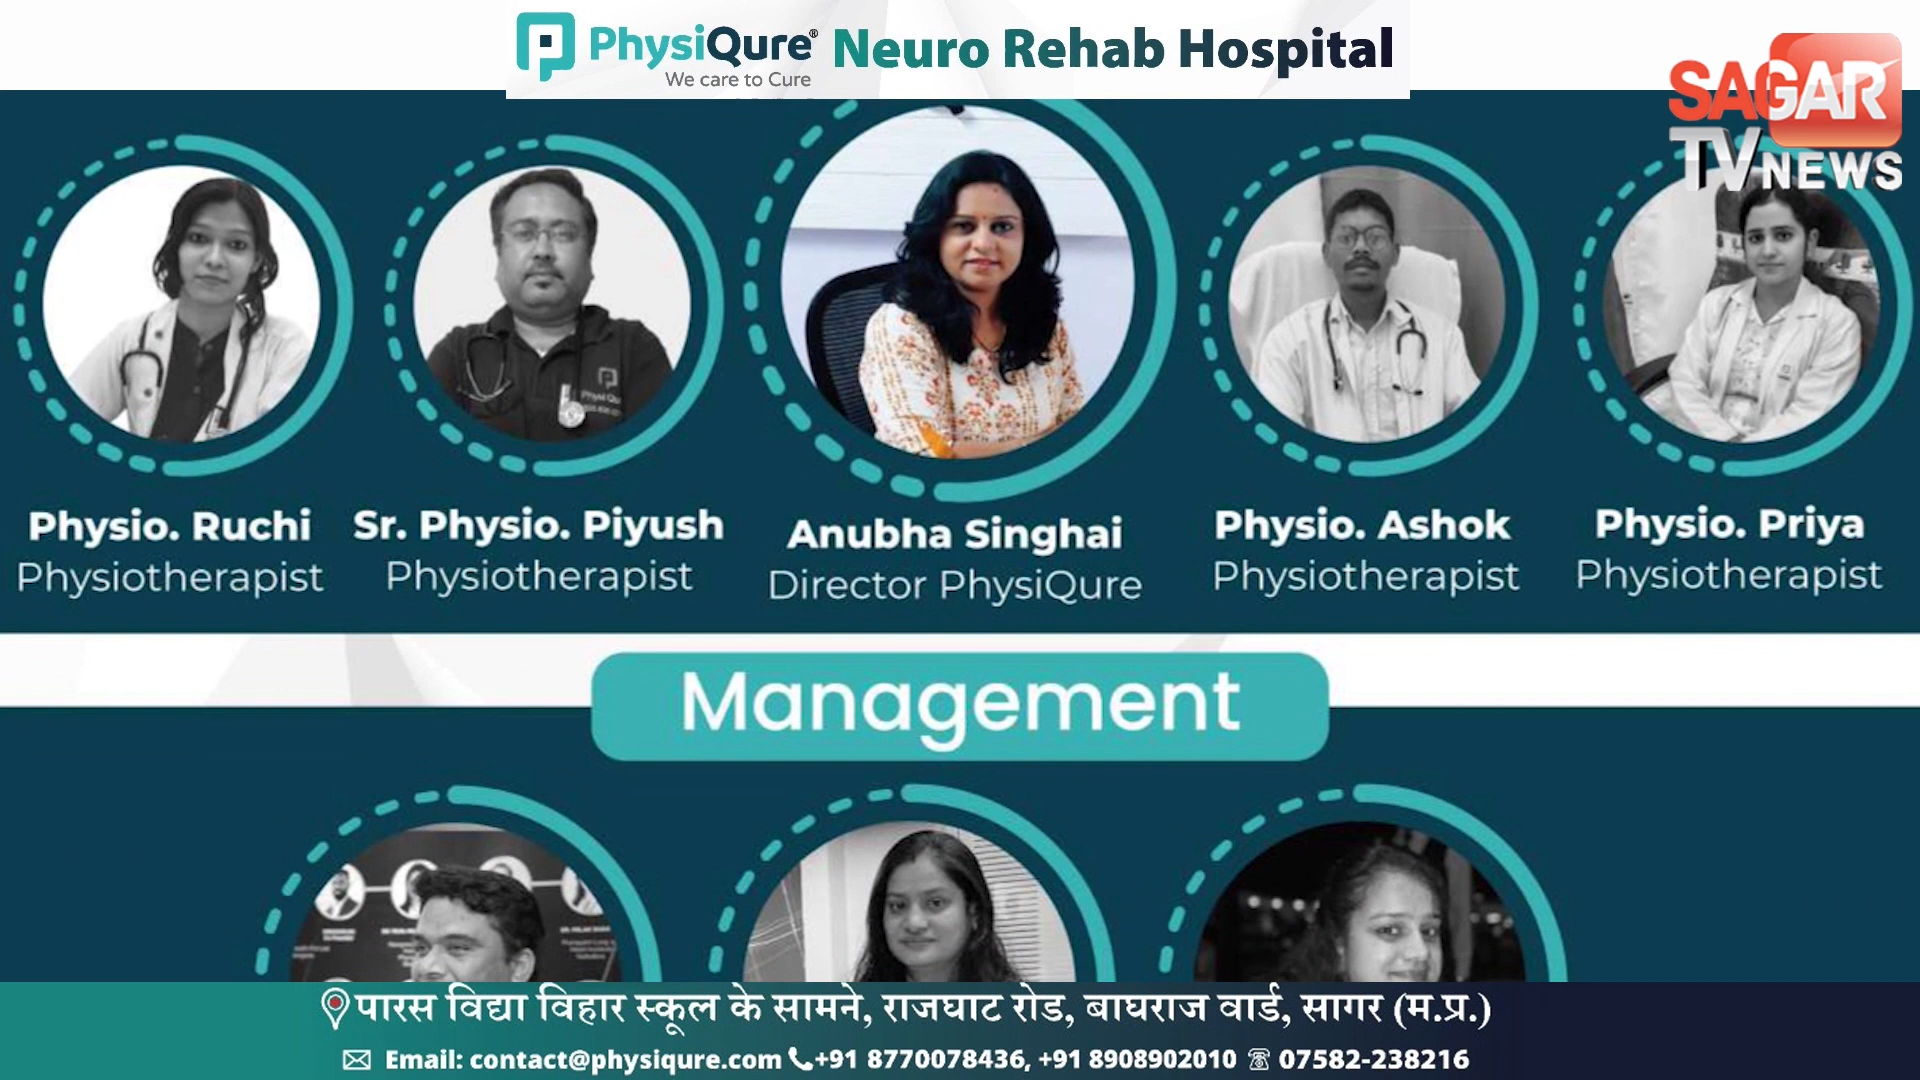 PhysiQure® Neuro Rehab Hospital
We care to Cure
SAGAR
TV NEWS
Physio. Ruchi
Physiotherapist
Sr. Physio. Piyush
Physiotherapist
Anubha Singhai
Director PhysiQure
Physio. Ashok
Physiotherapist
Physio. Priya
Physiotherapist
Management
पारस विद्या विहार स्कूल के सामने, राजघाट रोड, बाघराज वार्ड, सागर (म.प्र.)
Email: contact@physiqure.com +91 8770078436, +91 8908902010 07582-238216